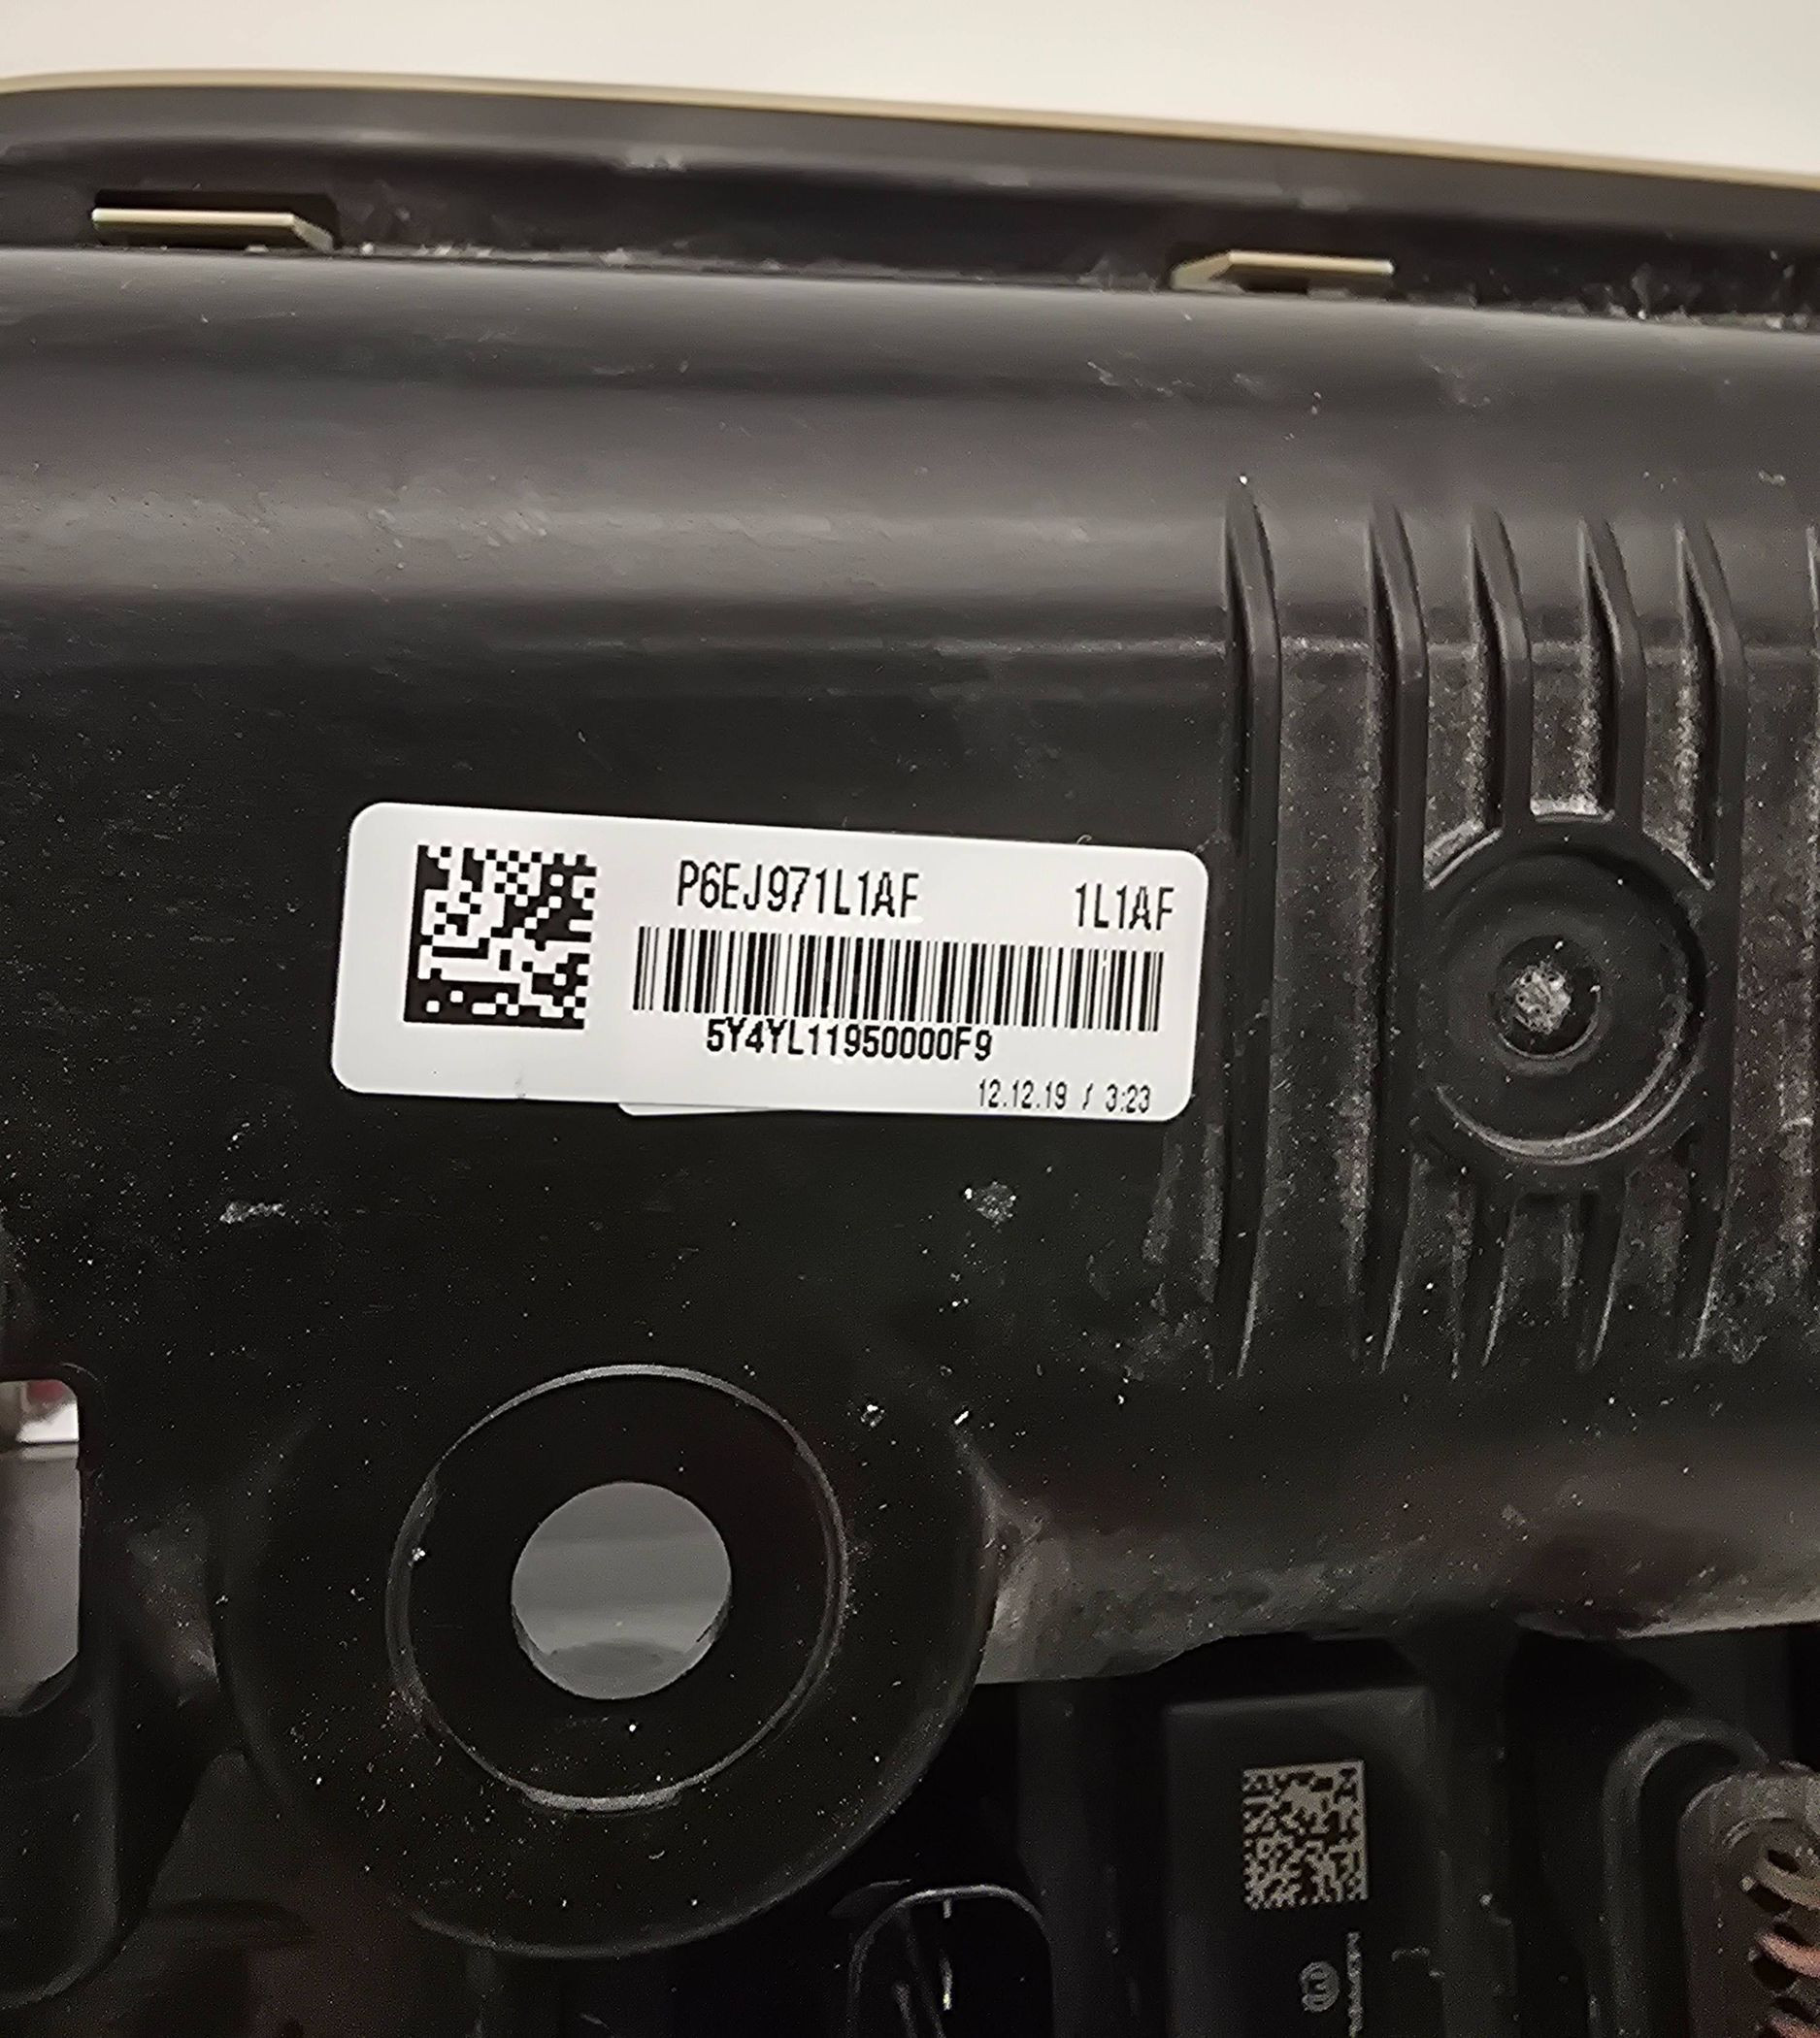 P6EJ971L1AF 1L1AF
5Y4YL11950000F9
12.12.19 / 3:23